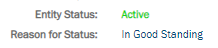 Entity Status: Active
Reason for Status: In Good Standing